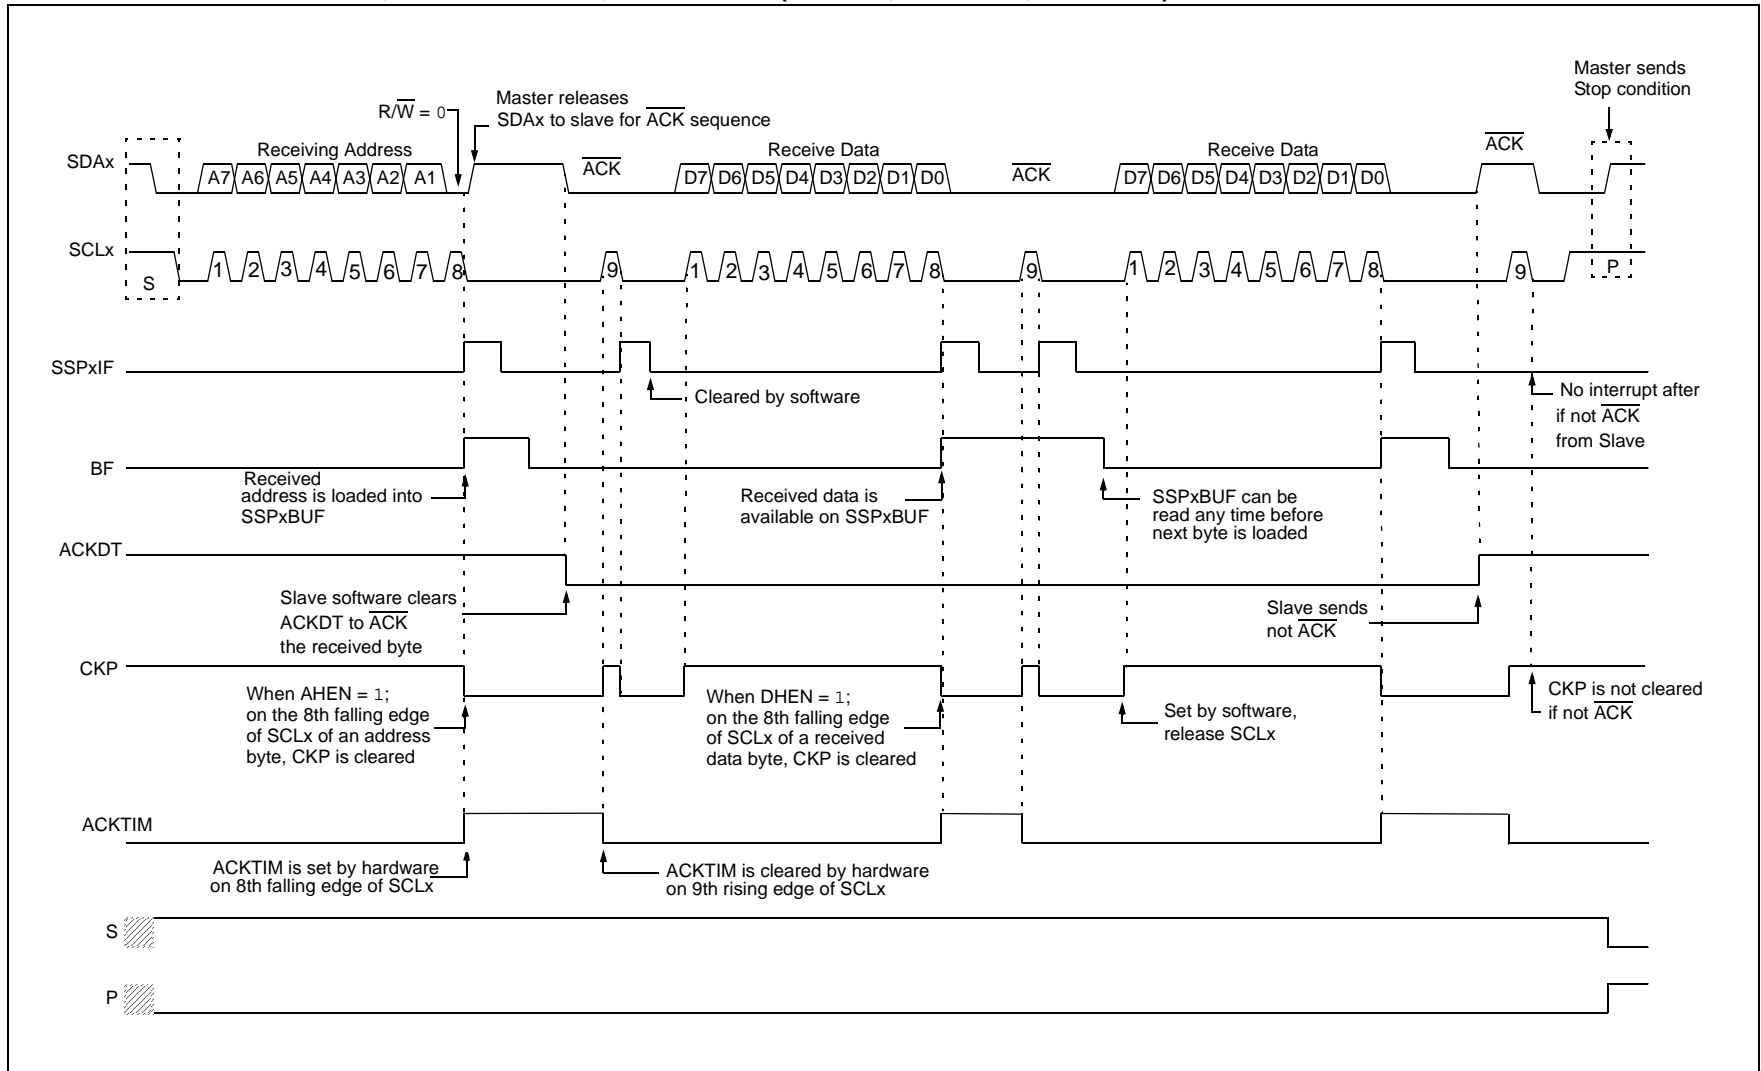 Master sends
Stop condition
Master releases
SDAx to slave for ACK sequence
R/W = 0
SDAx
Receiving Address
A7 A6 A5 A4 A3 A2 A1
ACK
Receive Data
D7 D6 D5 D4 D3 D2 D1 D0
ACK
Receive Data
D7 D6 D5 D4 D3 D2 D1 D0
ACK
SCLx
S
1 2 3 4 5 6 7 8 9
1 2 3 4 5 6 7 8 9
1 2 3 4 5 6 7 8 9
P
SSPxIF
Cleared by software
No interrupt after
if not ACK
from Slave
BF
Received
address is loaded into
SSPxBUF
Received data is
available on SSPxBUF
SSPxBUF can be
read any time before
next byte is loaded
ACKDT
Slave software clears
ACKDT to ACK
the received byte
Slave sends
not ACK
CKP
When AHEN = 1;
on the 8th falling edge
of SCLx of an address
byte, CKP is cleared
When DHEN = 1;
on the 8th falling edge
of SCLx of a received
data byte, CKP is cleared
Set by software,
release SCLx
CKP is not cleared
if not ACK
ACKTIM
ACKTIM is set by hardware
on 8th falling edge of SCLx
ACKTIM is cleared by hardware
on 9th rising edge of SCLx
S
P